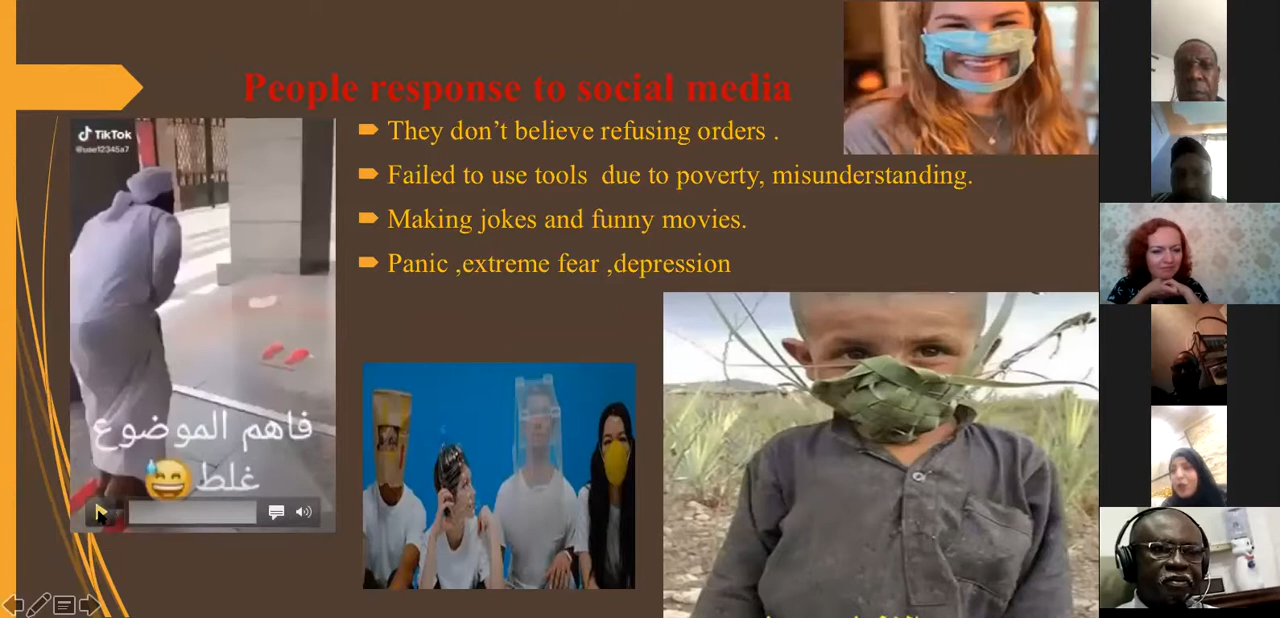 People response to social media
They don’t believe refusing orders .
Failed to use tools due to poverty, misunderstanding.
Making jokes and funny movies.
Panic ,extreme fear ,depression
TikTok
@uae12345a7
فاهم الموضوع
غلط